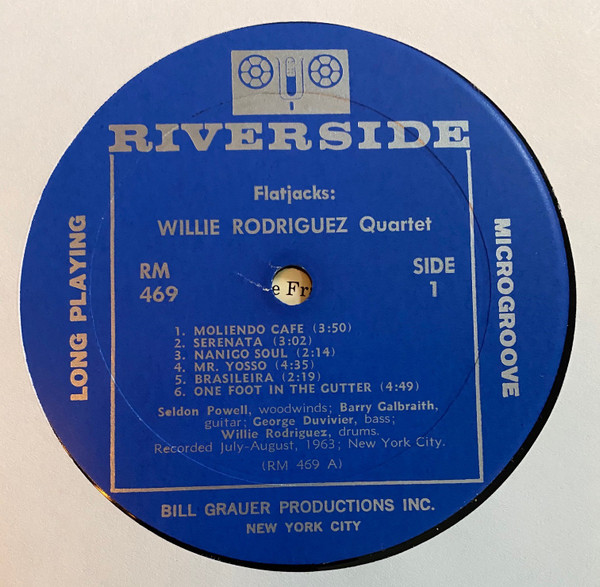 RIVERSIDE
Flatjacks:
WILLIE RODRIGUEZ Quartet
RM
469
SIDE
1
e Fr
LONG PLAYING
MICROGROOVE
1. MOLIENDO CAFE (3:50)
2. SERENATA (3:02)
3. NANIGO SOUL (2:14)
4. MR. YOSSO (4:35)
5. BRASILEIRA (2:19)
6. ONE FOOT IN THE GUTTER (4:49)
Seldon Powell, woodwinds; Barry Galbraith,
guitar; George Duvivier, bass;
Willie Rodriguez, drums.
Recorded July-August, 1963; New York City.
(RM 469 A)
BILL GRAUER PRODUCTIONS INC.
NEW YORK CITY